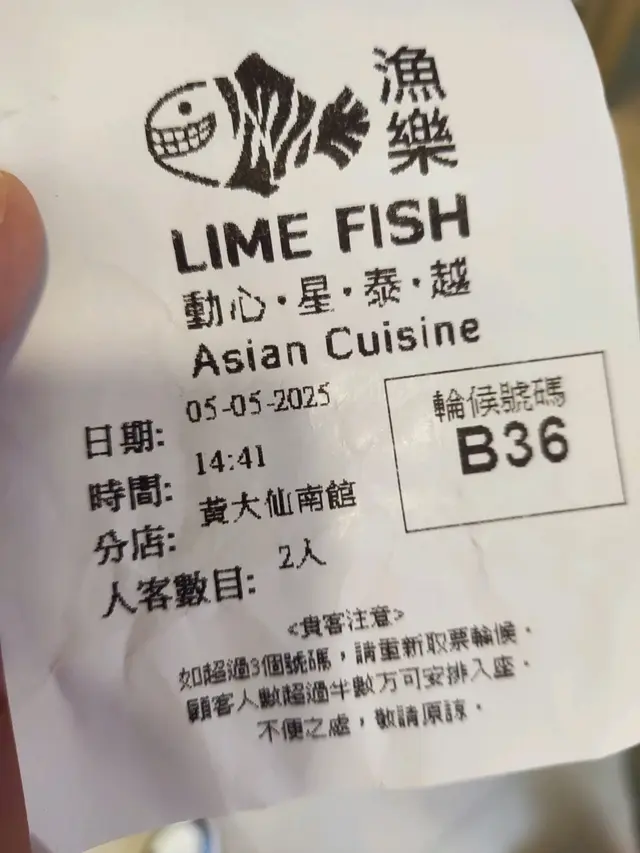 漁
樂
LIME FISH
動心·星·泰·越
Asian Cuisine
日期: 05-05-2025
時間: 14:41
分店: 黃大仙南館
人客數目: 2人
輪候號碼
B36
<貴客注意>
如超過3個號碼，請重新取票輪候．
顧客人數超過半數方可安排入座．
不便之處，敬請原諒．